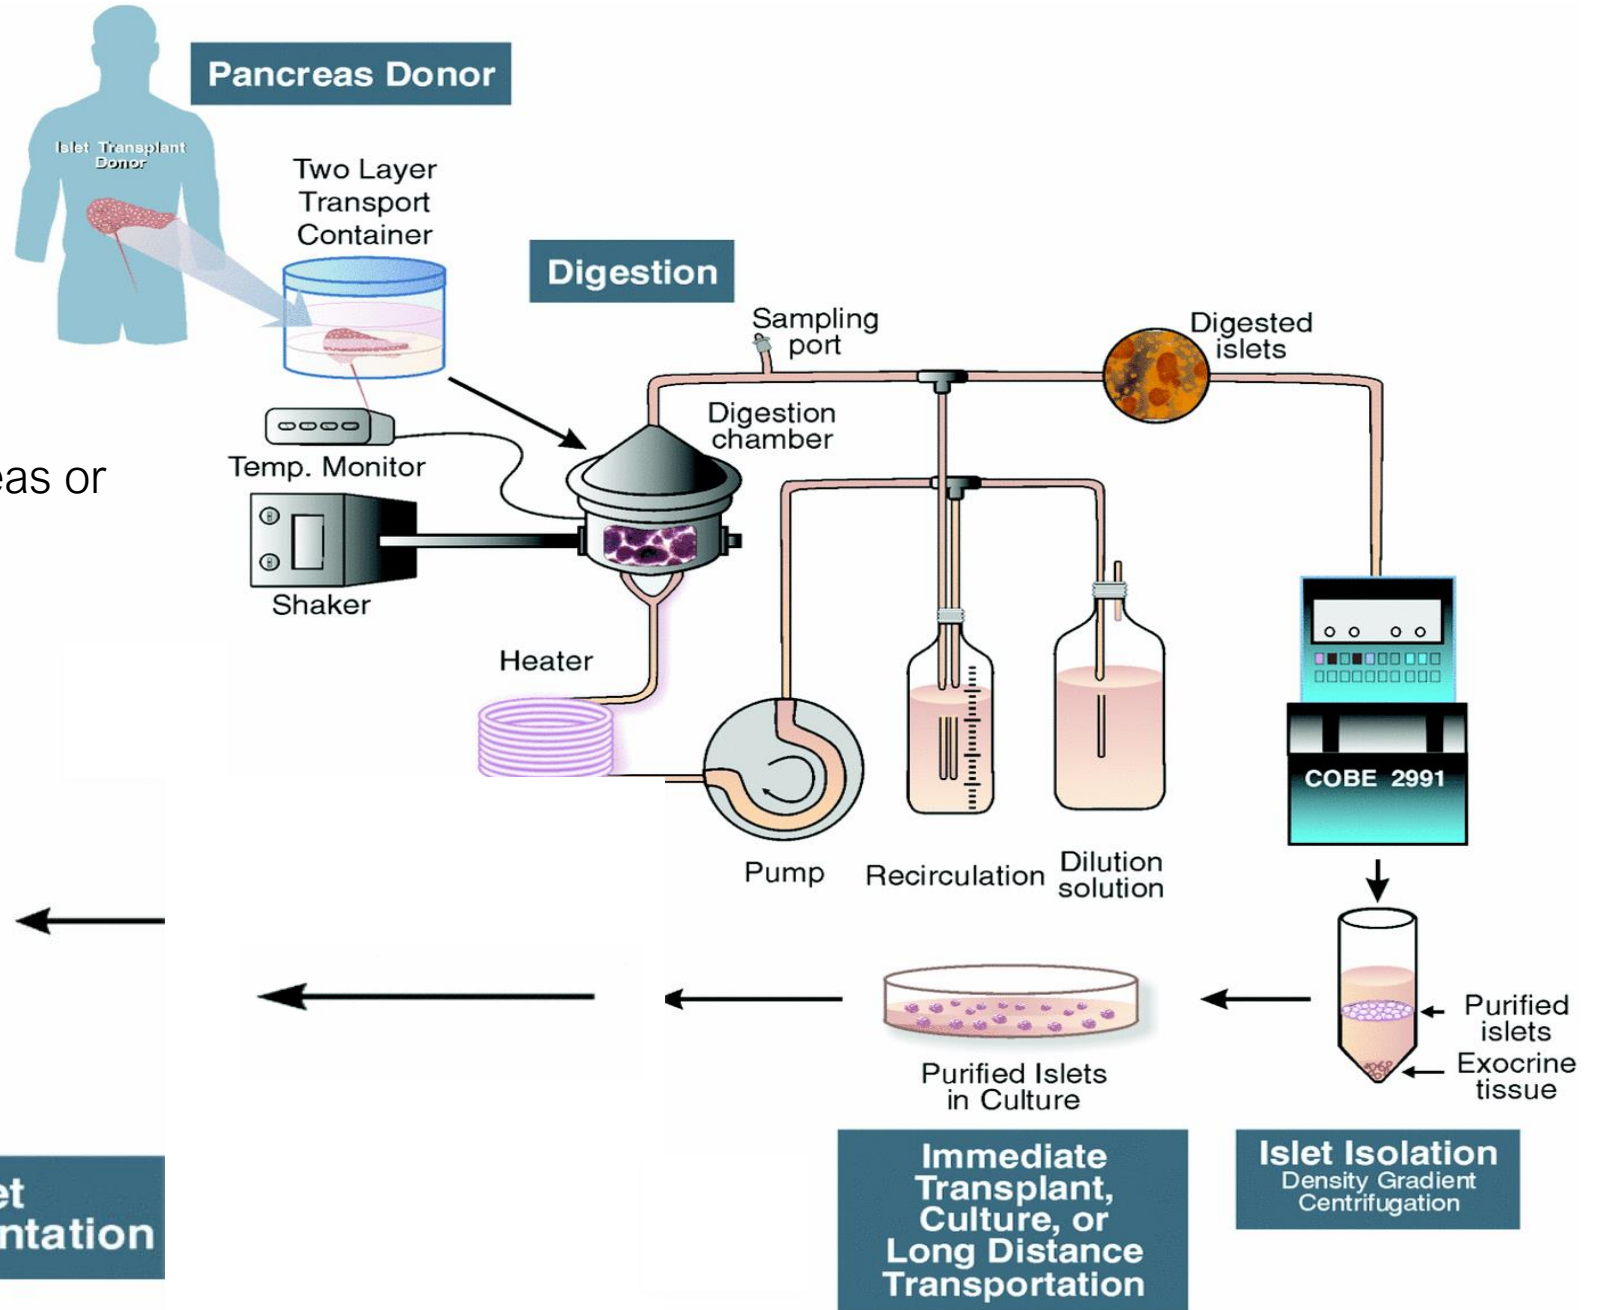 Pancreas Donor
Islet Transplant
Donor
Two Layer
Transport
Container
Digestion
Sampling
port
Digested
islets
Digestion
chamber
eas or
Temp. Monitor
Shaker
Heater
COBE 2991
Pump
Recirculation
Dilution
solution
Purified
islets
Exocrine
tissue
Purified Islets
in Culture
Immediate
Transplant,
Culture, or
Long Distance
Transportation
Islet Isolation
Density Gradient
Centrifugation
et
ntation